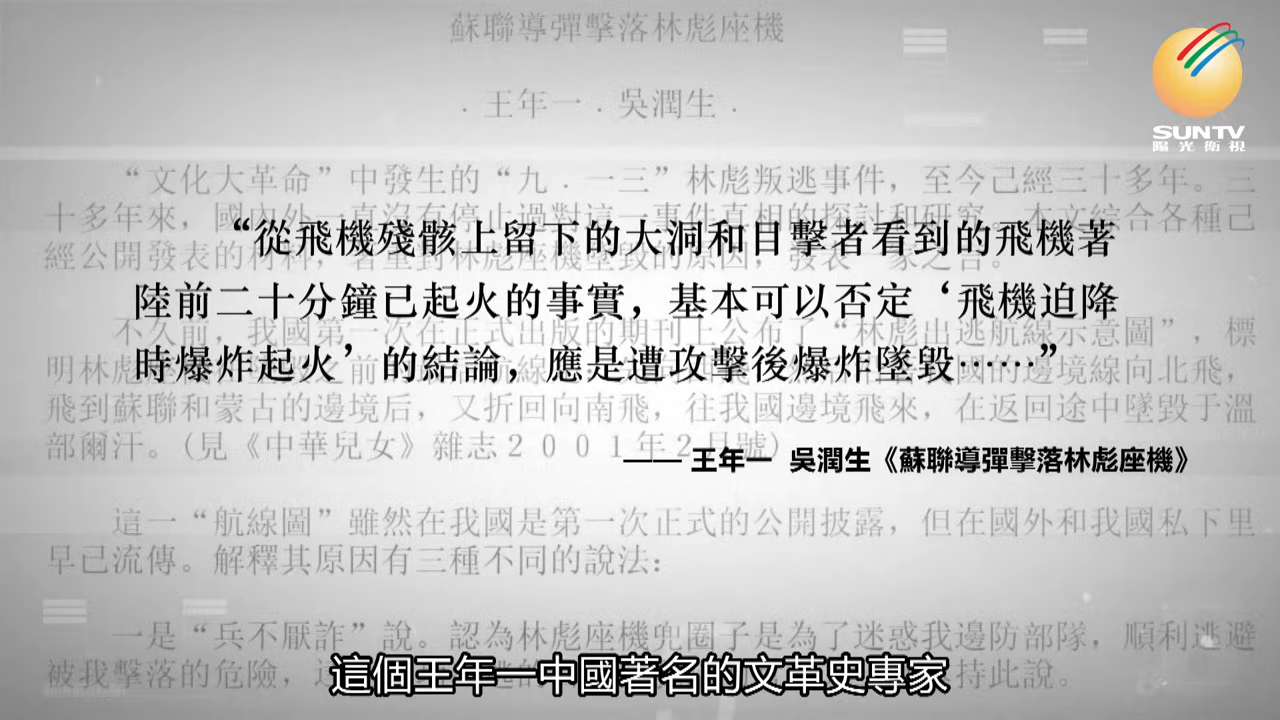 蘇聯導彈擊落林彪座機
SUNTV
陽光衛視
．王年一．吳潤生．
“文化大革命”中發生的“九．一三”林彪叛逃事件，至今已經三十多年。三
“從飛機殘骸上留下的大洞和目擊者看到的飛機著
陸前二十分鐘已起火的事實，基本可以否定‘飛機迫降
時爆炸起火’的結論，應是遭攻擊後爆炸墜毀……”
飛到蘇聯和蒙古的邊境后，又折回向南飛，往我國邊境飛來，在返回途中墜毀于溫
部爾汗。(見《中華兒女》雜志２００１年２月號)
—— 王年一 吳潤生《蘇聯導彈擊落林彪座機》
這一“航線圖”雖然在我國是第一次正式的公開披露，但在國外和我國私下里
早已流傳。解釋其原因有三種不同的說法：
一是“兵不厭詐”說。認為林彪座機兜圈子是為了迷惑我邊防部隊，順利逃避
被我擊落的危險，
持此說。
這個王年一中國著名的文革史專家